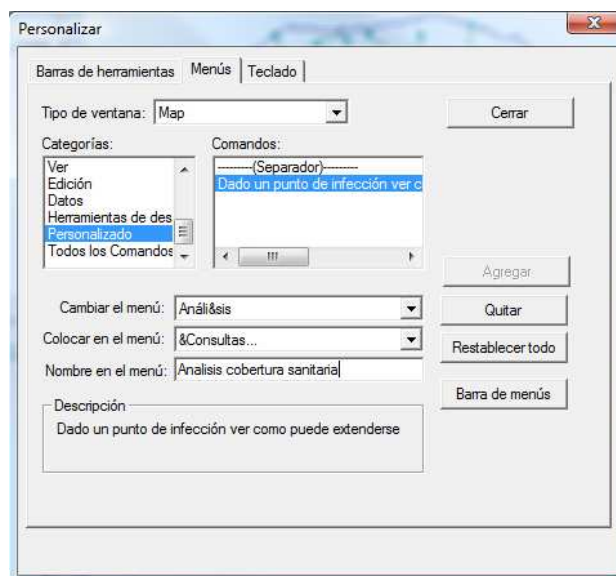 Personalizar
Barras de herramientas Menús Teclado
Tipo de ventana: Map Cerrar
Categorías: Comandos:
Ver
Edición
Datos
Herramientas de des
Personalizado
Todos los Comandos
--------(Separador)--------
Dado un punto de infección ver c
Agregar
Cambiar el menú: Análi&sis Quitar
Colocar en el menú: &Consultas... Restablecer todo
Nombre en el menú: Analisis cobertura sanitaria
Barra de menús
Descripción
Dado un punto de infección ver como puede extenderse